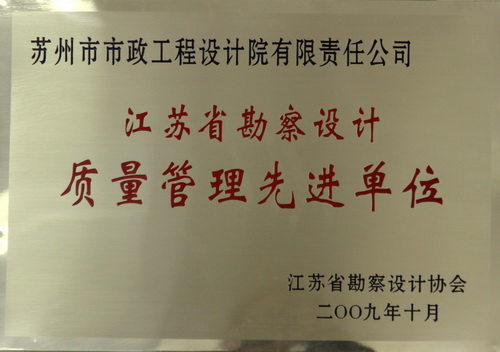 苏州市市政工程设计院有限责任公司
江苏省勘察设计
质量管理先进单位
江苏省勘察设计协会
二〇〇九年十月